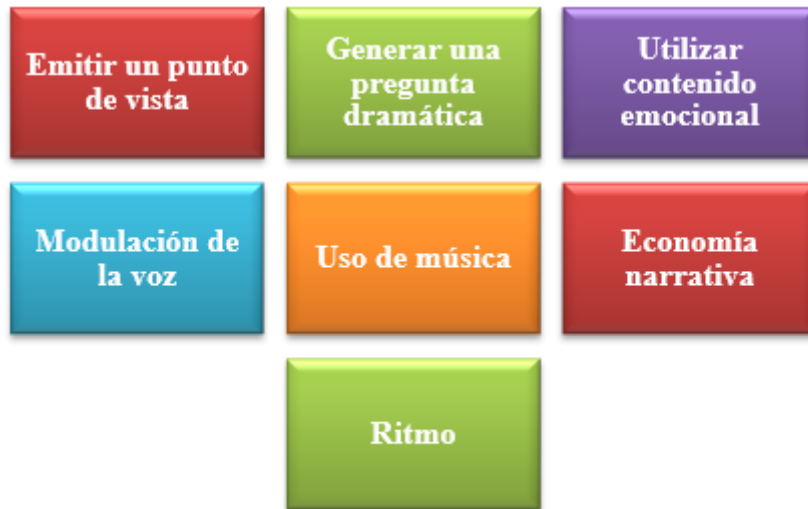 Emitir un punto
de vista
Generar una
pregunta
dramática
Utilizar
contenido
emocional
Modulación de
la voz
Uso de música
Economía
narrativa
Ritmo